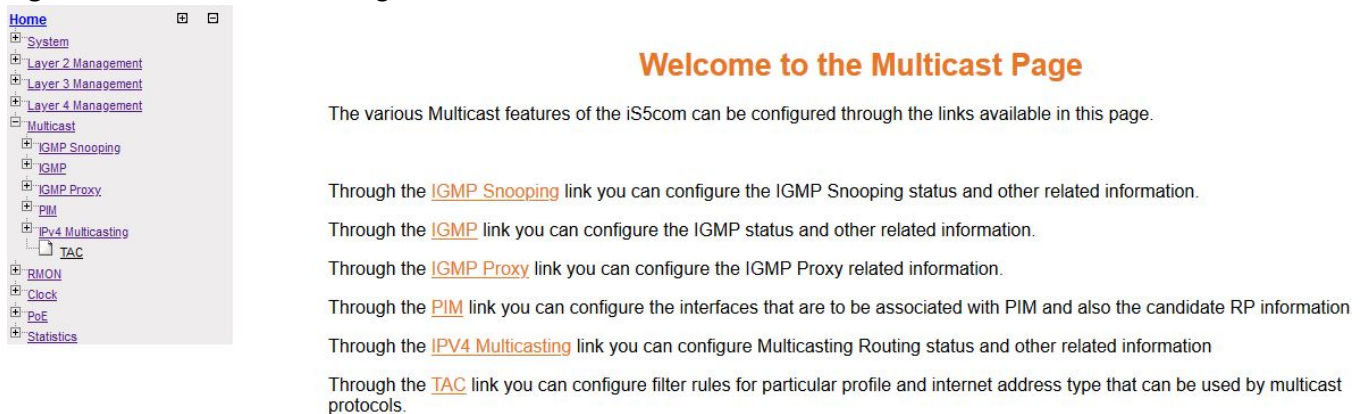 Home
System
Layer 2 Management
Layer 3 Management
Layer 4 Management
Multicast
IGMP Snooping
IGMP
IGMP Proxy
PIM
IPv4 Multicasting
TAC
RMON
Clock
PoE
Statistics
Welcome to the Multicast Page
The various Multicast features of the iS5com can be configured through the links available in this page.
Through the IGMP Snooping link you can configure the IGMP Snooping status and other related information.
Through the IGMP link you can configure the IGMP status and other related information.
Through the IGMP Proxy link you can configure the IGMP Proxy related information.
Through the PIM link you can configure the interfaces that are to be associated with PIM and also the candidate RP information
Through the IPV4 Multicasting link you can configure Multicasting Routing status and other related information
Through the TAC link you can configure filter rules for particular profile and internet address type that can be used by multicast
protocols.